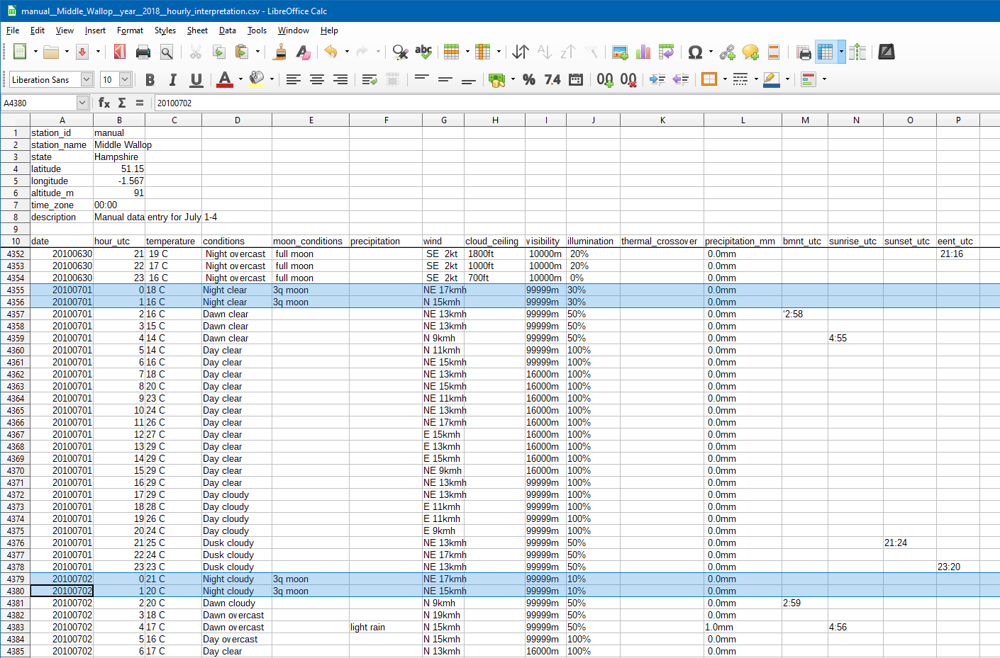 manual__Middle_Wallop__year__2018__hourly_interpretation.csv - LibreOffice Calc
File Edit View Insert Format Styles Sheet Data Tools Window Help
abc
Liberation Sans 10 B I U A % 7.4
A4380 fx Σ = 20100702
A B C D E F G H I J K L M N O P
1 station_id manual
2 station_name Middle Wallop
3 state Hampshire
4 latitude 51.15
5 longitude -1.567
6 altitude_m 91
7 time_zone 00:00
8 description Manual data entry for July 1-4
9
10 date hour_utc temperature conditions moon_conditions precipitation wind cloud_ceiling visibility illumination thermal_crossover precipitation_mm bmnt_utc sunrise_utc sunset_utc eent_utc
4352 20100630 21 19 C Night overcast full moon SE 2kt 1800ft 10000m 20% 0.0mm 21:16
4353 20100630 22 17 C Night overcast full moon SE 2kt 1000ft 10000m 20% 0.0mm
4354 20100630 23 16 C Night overcast full moon SE 2kt 700ft 10000m 0% 0.0mm
4355 20100701 0 18 C Night clear 3q moon NE 17kmh 99999m 30% 0.0mm
4356 20100701 1 16 C Night clear 3q moon N 15kmh 99999m 30% 0.0mm
4357 20100701 2 16 C Dawn clear NE 13kmh 99999m 50% 0.0mm '2:58
4358 20100701 3 15 C Dawn clear NE 13kmh 99999m 50% 0.0mm
4359 20100701 4 14 C Dawn clear N 9kmh 99999m 50% 0.0mm 4:55
4360 20100701 5 14 C Day clear N 11kmh 99999m 100% 0.0mm
4361 20100701 6 16 C Day clear NE 15kmh 99999m 100% 0.0mm
4362 20100701 7 18 C Day clear NE 13kmh 16000m 100% 0.0mm
4363 20100701 8 20 C Day clear NE 15kmh 16000m 100% 0.0mm
4364 20100701 9 23 C Day clear NE 11kmh 16000m 100% 0.0mm
4365 20100701 10 24 C Day clear NE 13kmh 16000m 100% 0.0mm
4366 20100701 11 26 C Day clear NE 17kmh 16000m 100% 0.0mm
4367 20100701 12 27 C Day clear E 15kmh 16000m 100% 0.0mm
4368 20100701 13 29 C Day clear E 13kmh 16000m 100% 0.0mm
4369 20100701 14 29 C Day clear E 15kmh 16000m 100% 0.0mm
4370 20100701 15 29 C Day clear NE 9kmh 16000m 100% 0.0mm
4371 20100701 16 29 C Day clear NE 13kmh 99999m 100% 0.0mm
4372 20100701 17 29 C Day cloudy NE 13kmh 99999m 100% 0.0mm
4373 20100701 18 28 C Day cloudy E 11kmh 99999m 100% 0.0mm
4374 20100701 19 26 C Day cloudy E 11kmh 99999m 100% 0.0mm
4375 20100701 20 24 C Day cloudy E 9kmh 99999m 100% 0.0mm
4376 20100701 21 25 C Dusk cloudy NE 13kmh 99999m 50% 0.0mm 21:24
4377 20100701 22 24 C Dusk cloudy NE 17kmh 99999m 50% 0.0mm
4378 20100701 23 23 C Dusk cloudy NE 13kmh 99999m 50% 0.0mm 23:20
4379 20100702 0 21 C Night cloudy 3q moon NE 17kmh 99999m 10% 0.0mm
4380 20100702 1 20 C Night cloudy 3q moon NE 15kmh 99999m 10% 0.0mm
4381 20100702 2 20 C Dawn cloudy N 9kmh 99999m 50% 0.0mm 2:59
4382 20100702 3 18 C Dawn overcast N 19kmh 99999m 50% 0.0mm
4383 20100702 4 17 C Dawn overcast light rain N 15kmh 99999m 50% 1.0mm 4:56
4384 20100702 5 16 C Day overcast N 15kmh 99999m 100% 0.0mm
4385 20100702 6 17 C Day clear N 13kmh 16000m 100% 0.0mm